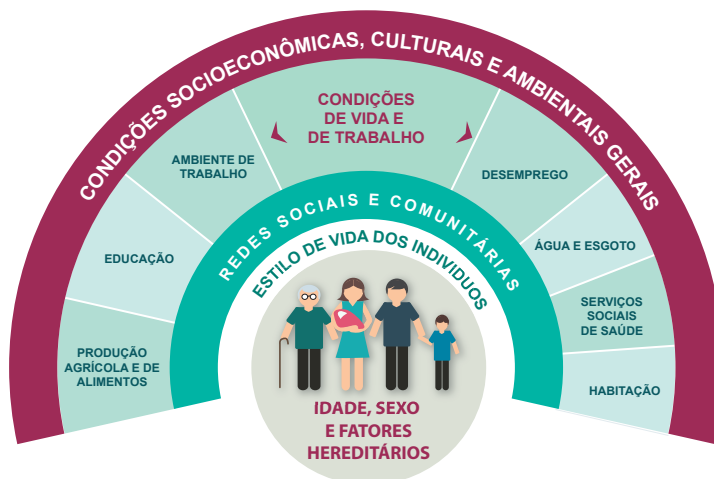 CONDIÇÕES SOCIOECONÔMICAS, CULTURAIS E AMBIENTAIS GERAIS
CONDIÇÕES
DE VIDA E
DE TRABALHO
AMBIENTE DE
TRABALHO
DESEMPREGO
EDUCAÇÃO
ÁGUA E ESGOTO
PRODUÇÃO
AGRÍCOLA E DE
ALIMENTOS
SERVIÇOS
SOCIAIS
DE SAÚDE
HABITAÇÃO
REDES SOCIAIS E COMUNITÁRIAS
ESTILO DE VIDA DOS INDIVIDUOS
IDADE, SEXO
E FATORES
HEREDITÁRIOS